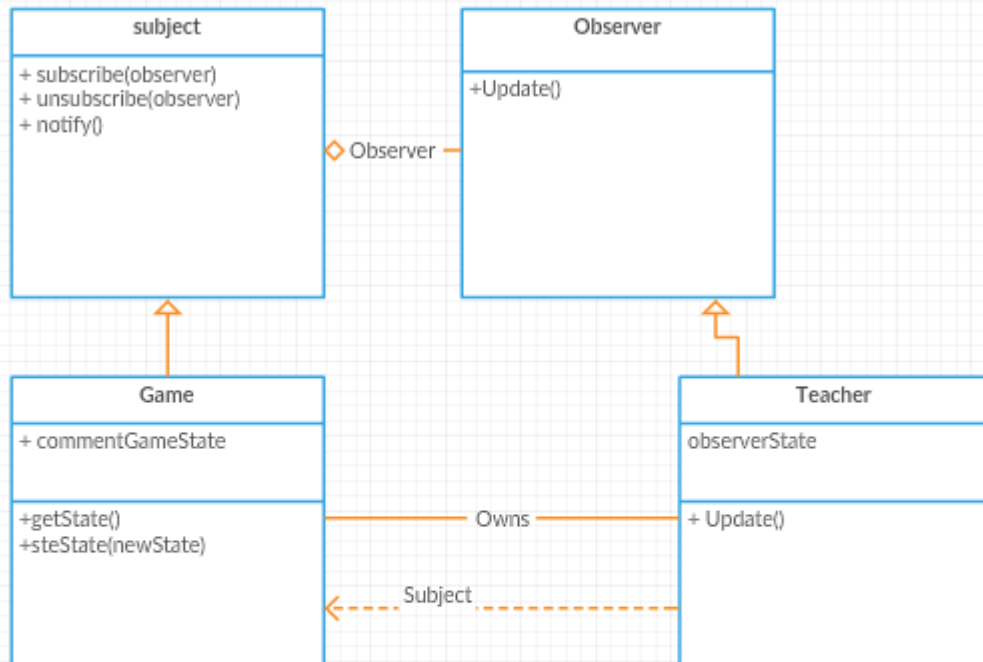 subject
+ subscribe(observer)
+ unsubscribe(observer)
+ notify()
Observer
Observer
+Update()
Game
+ commentGameState
+getState()
+steState(newState)
Owns
Subject
Teacher
observerState
+ Update()